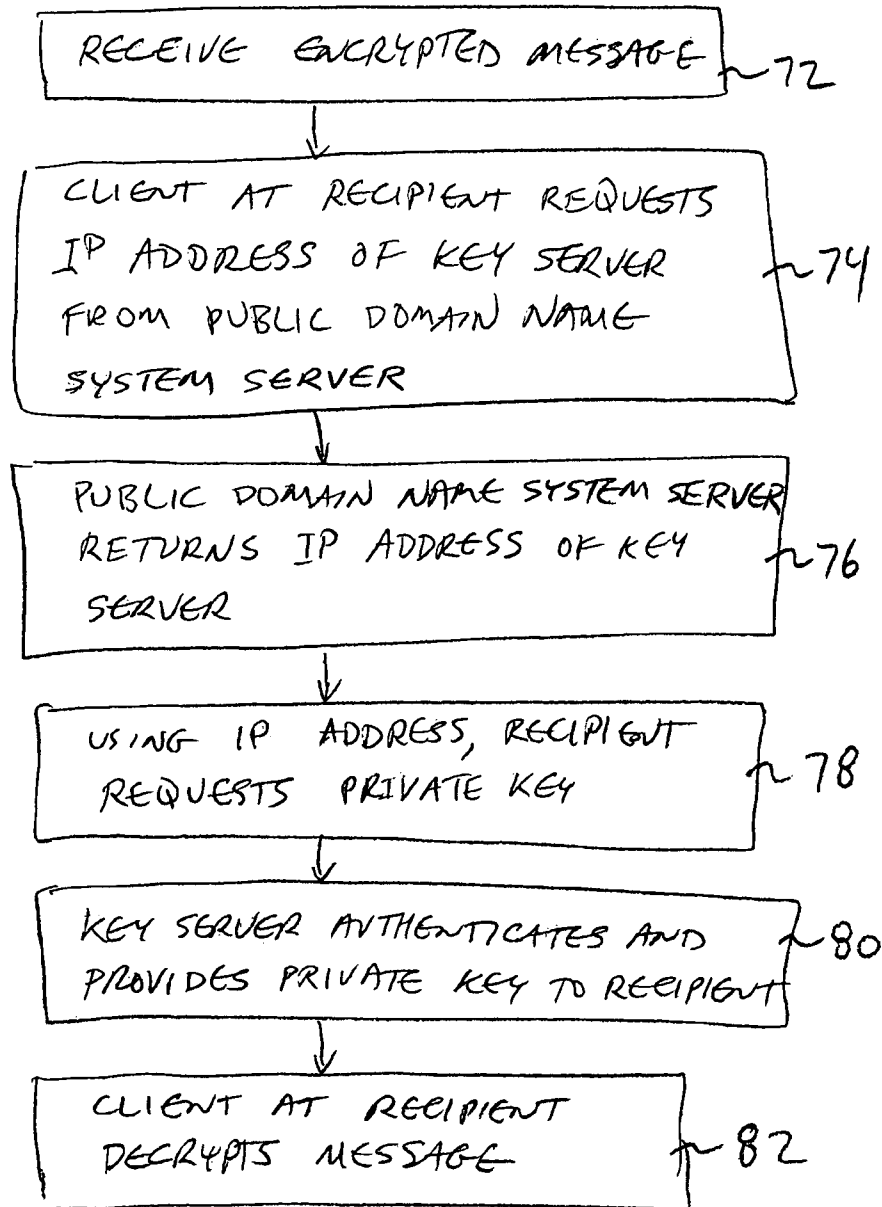 RECEIVE ENCRYPTED MESSAGE
72
CLIENT AT RECIPIENT REQUESTS
IP ADDRESS OF KEY SERVER
FROM PUBLIC DOMAIN NAME
SYSTEM SERVER
74
PUBLIC DOMAIN NAME SYSTEM SERVER
RETURNS IP ADDRESS OF KEY
SERVER
76
USING IP ADDRESS, RECIPIENT
REQUESTS PRIVATE KEY
78
KEY SERVER AUTHENTICATES AND
PROVIDES PRIVATE KEY TO RECIPIENT
80
CLIENT AT RECIPIENT
DECRYPTS MESSAGE
82